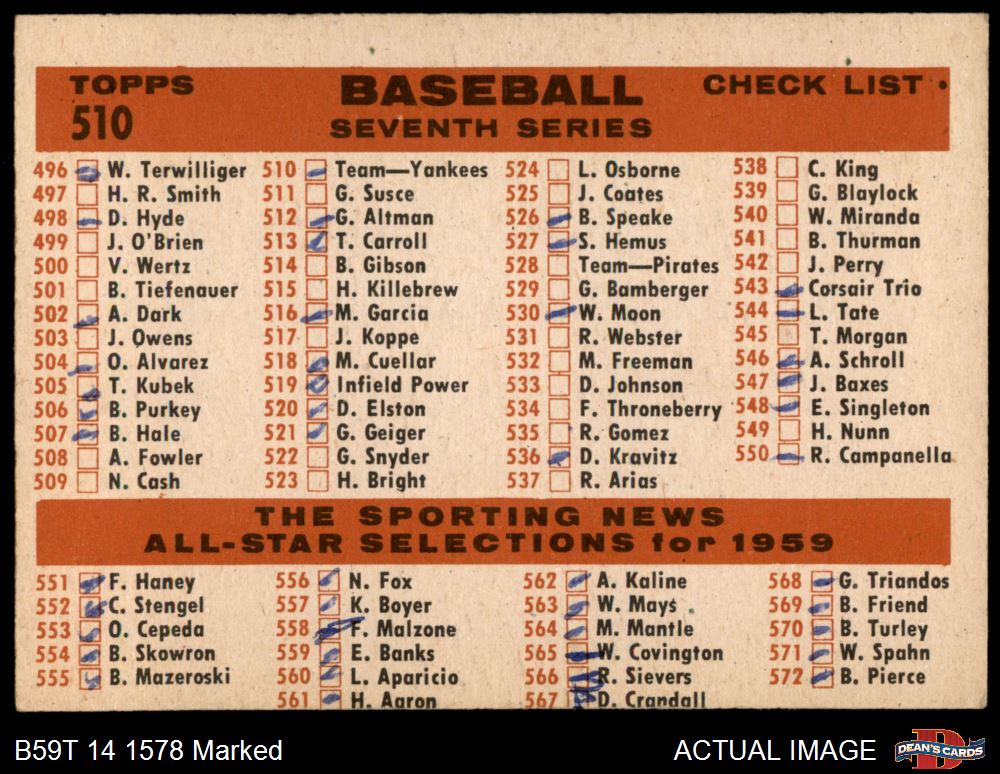 TOPPS BASEBALL CHECK LIST
510 SEVENTH SERIES
496 W. Terwilliger
497 H. R. Smith
498 D. Hyde
499 J. O'Brien
500 V. Wertz
501 B. Tiefenauer
502 A. Dark
503 J. Owens
504 O. Alvarez
505 T. Kubek
506 B. Purkey
507 B. Hale
508 A. Fowler
509 N. Cash
510 Team—Yankees
511 G. Susce
512 G. Altman
513 T. Carroll
514 B. Gibson
515 H. Killebrew
516 M. Garcia
517 J. Koppe
518 M. Cuellar
519 Infield Power
520 D. Elston
521 G. Geiger
522 G. Snyder
523 H. Bright
524 L. Osborne
525 J. Coates
526 B. Speake
527 S. Hemus
528 Team—Pirates
529 G. Bamberger
530 W. Moon
531 R. Webster
532 M. Freeman
533 D. Johnson
534 F. Throneberry
535 R. Gomez
536 D. Kravitz
537 R. Arias
538 C. King
539 G. Blaylock
540 W. Miranda
541 B. Thurman
542 J. Perry
543 Corsair Trio
544 L. Tate
545 T. Morgan
546 A. Schroll
547 J. Baxes
548 E. Singleton
549 H. Nunn
550 R. Campanella
THE SPORTING NEWS
ALL-STAR SELECTIONS for 1959
551 F. Haney
552 C. Stengel
553 O. Cepeda
554 B. Skowron
555 B. Mazeroski
556 N. Fox
557 K. Boyer
558 F. Malzone
559 E. Banks
560 L. Aparicio
561 H. Aaron
562 A. Kaline
563 W. Mays
564 M. Mantle
565 W. Covington
566 R. Sievers
567 D. Crandall
568 G. Triandos
569 B. Friend
570 B. Turley
571 W. Spahn
572 B. Pierce
B59T 14 1578 Marked
ACTUAL IMAGE
DEAN'S CARDS